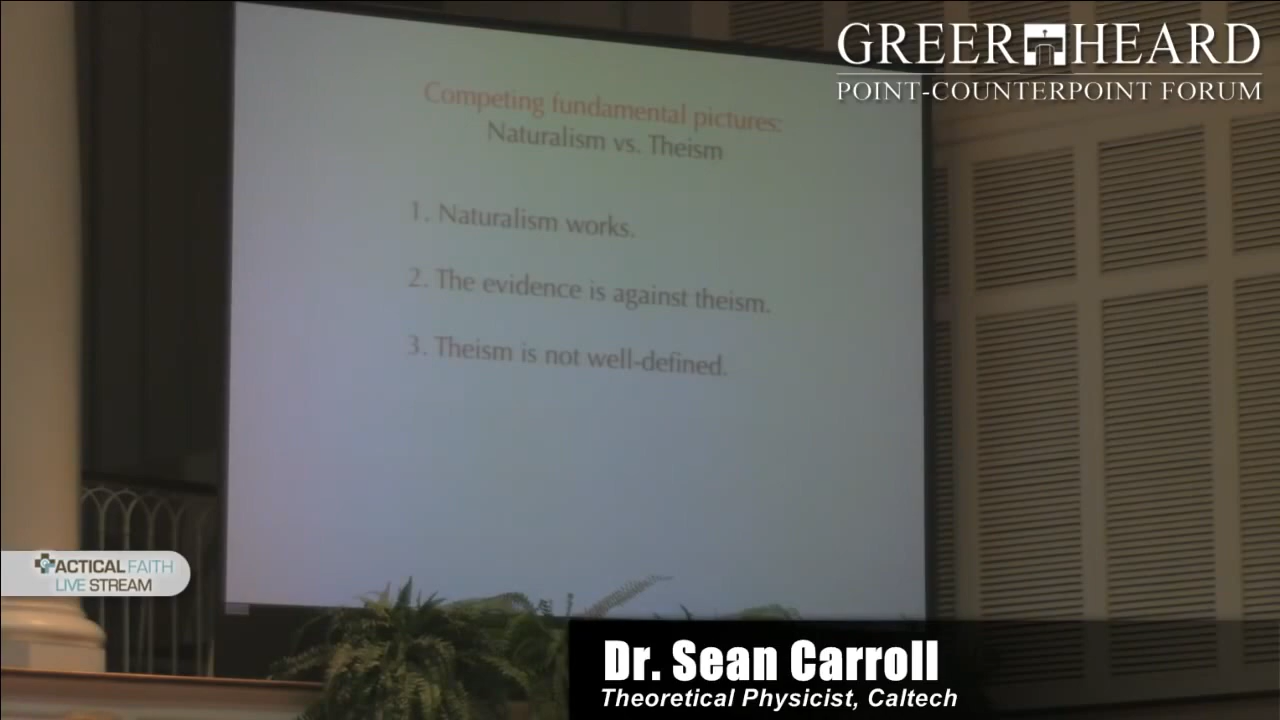 GREER HEARD
POINT-COUNTERPOINT FORUM
Competing fundamental pictures:
Naturalism vs. Theism
1. Naturalism works.
2. The evidence is against theism.
3. Theism is not well-defined.
TACTICAL FAITH
LIVE STREAM
Dr. Sean Carroll
Theoretical Physicist, Caltech